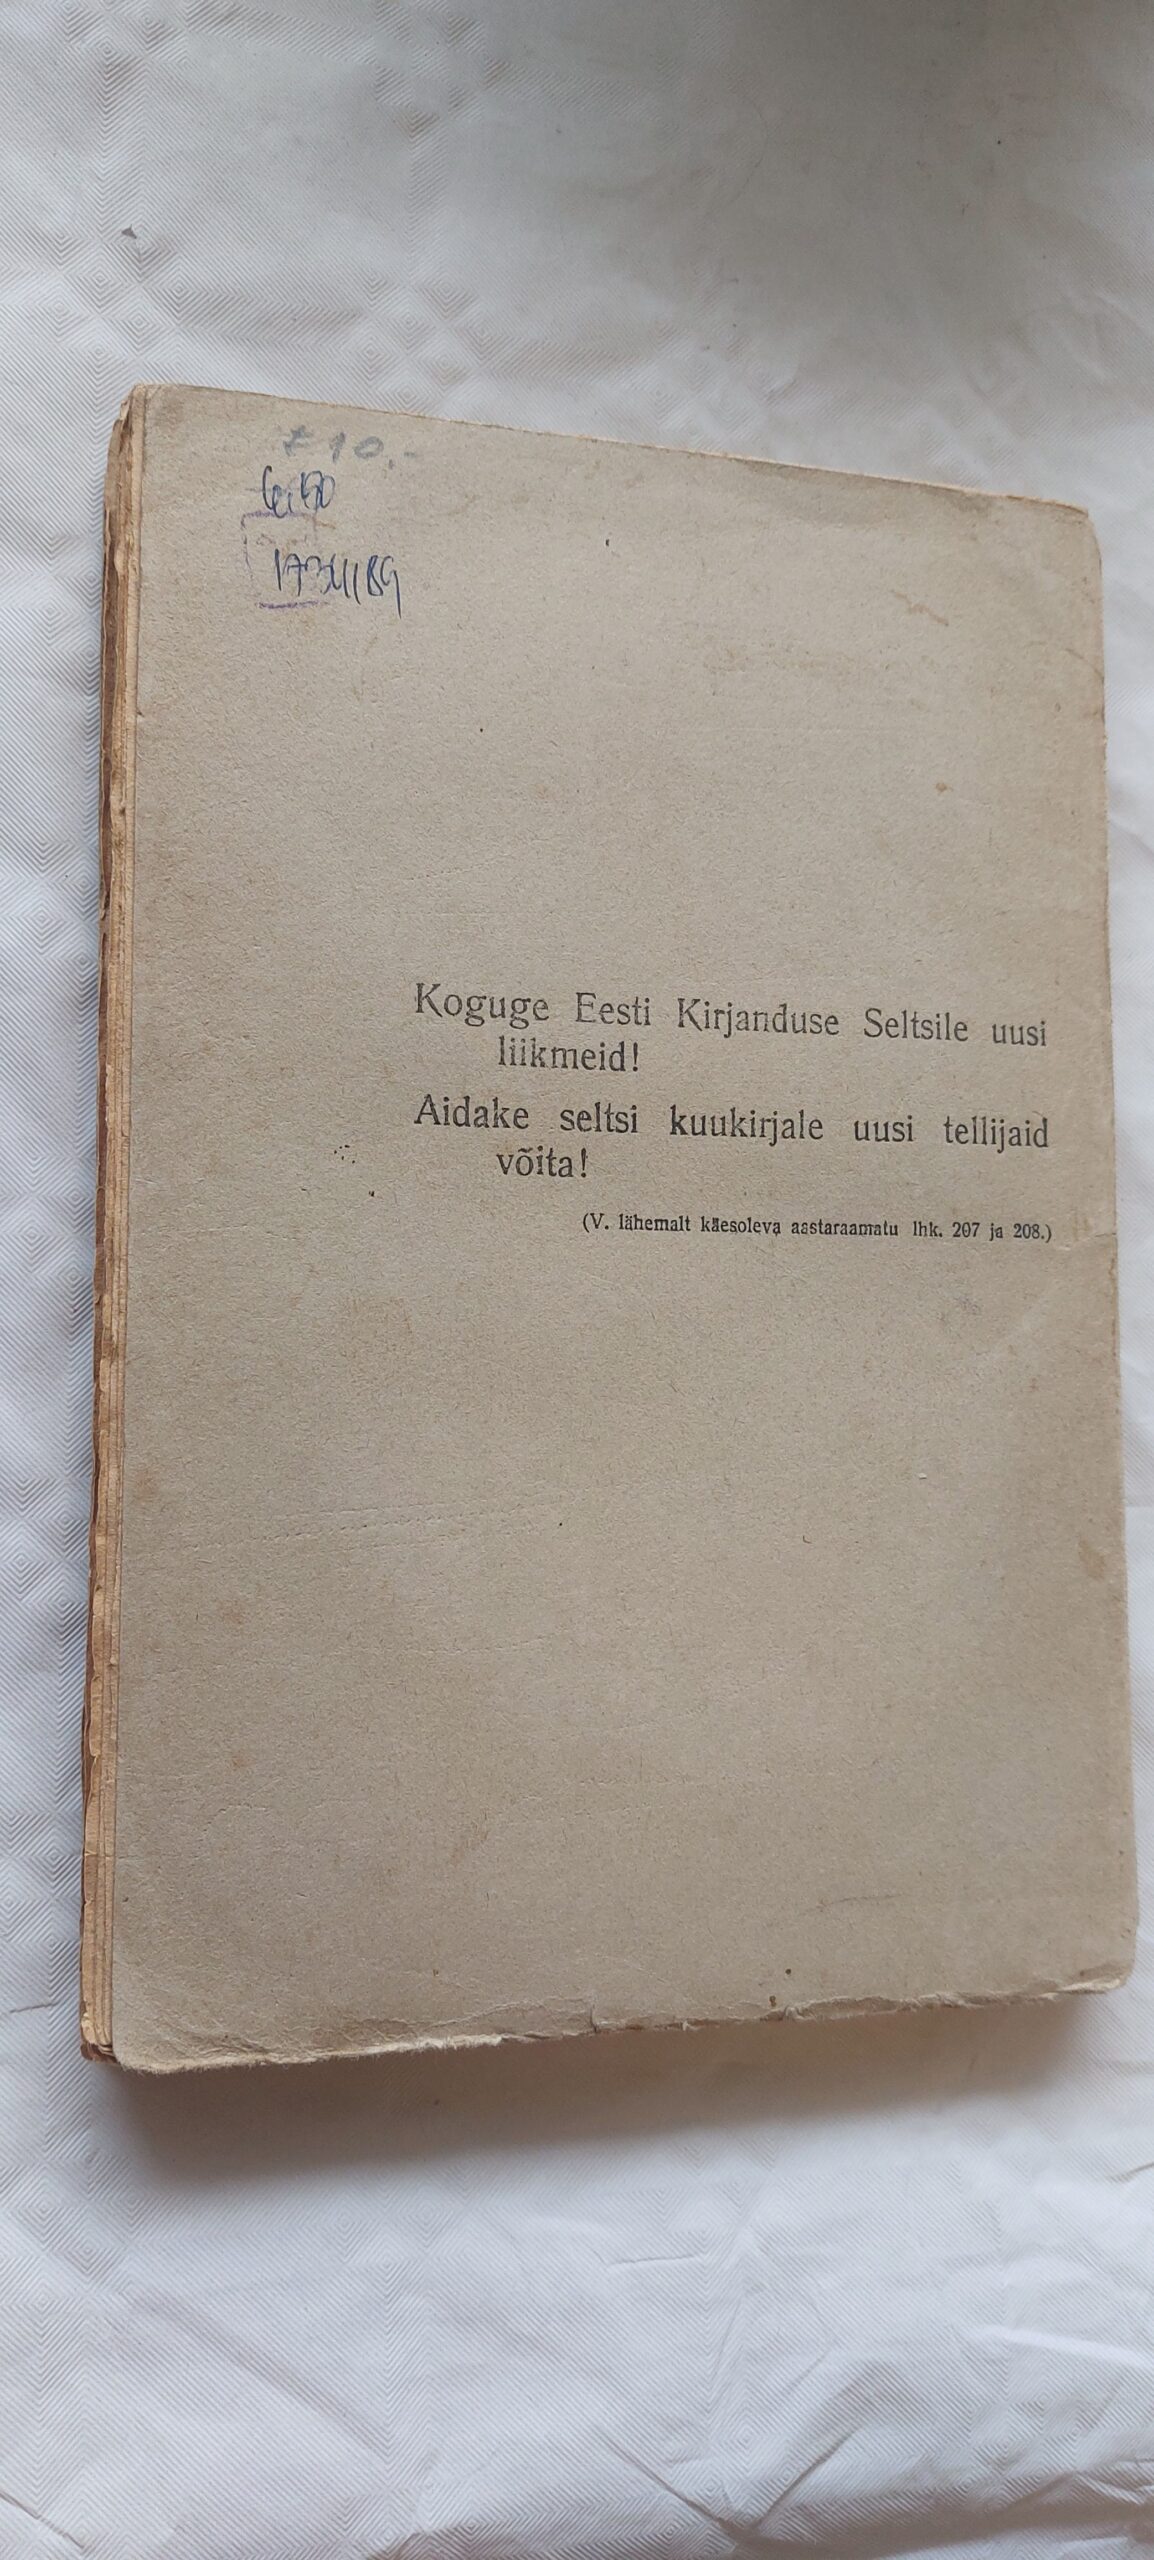 10.-
Koguge Eesti Kirjanduse Seltsile uusi
liikmeid!
Aidake seltsi kuukirjale uusi tellijaid
võita!
(V. lähemalt käesoleva aastaraamatu lhk. 207 ja 208.)